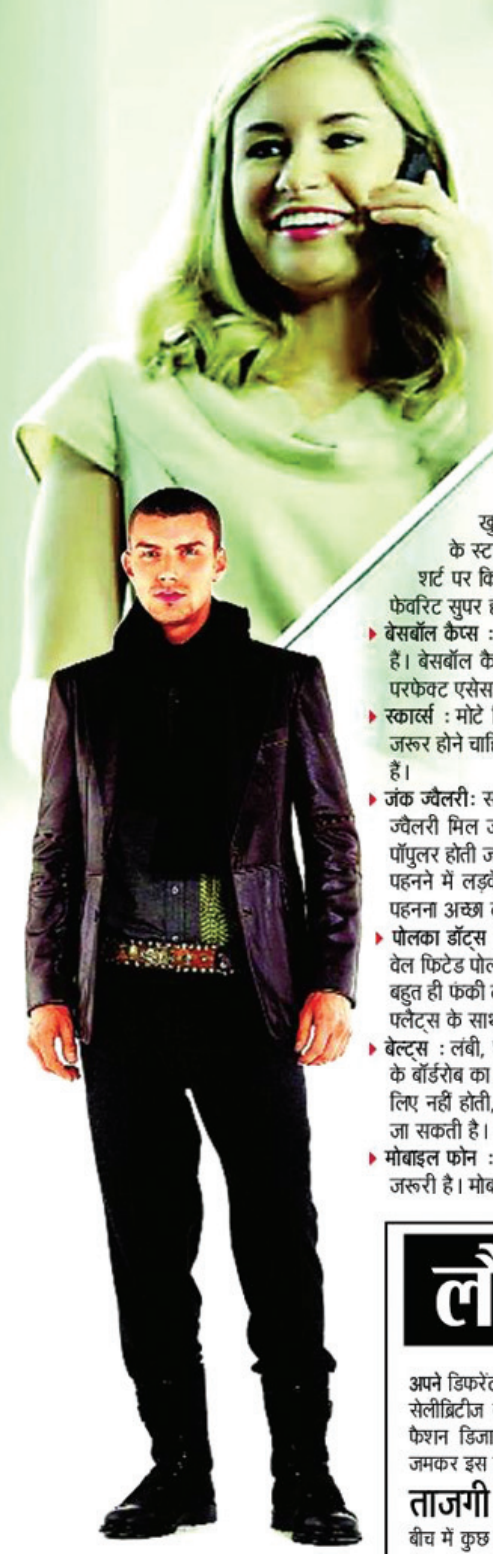 खु
के स्टा
शर्ट पर कि
फेवरिट सुपर ह
बेसबॉल कैप्स :
हैं। बेसबॉल कै
परफेक्ट एसेस
स्कार्व्स : मोटे
जरूर होने चाहि
हैं।
जंक ज्वैलरी: स
ज्वैलरी मिल ज
पॉपुलर होती ज
पहनने में लड़वे
पहनना अच्छा ल
पोलका डॉट्स
वेल फिटेड पोल
बहुत ही फंकी ल
फ्लैट्स के साथ
बेल्ट्स : लंबी,
के बॉर्डरोब का
लिए नहीं होती,
जा सकती है।
मोबाइल फोन :
जरूरी है। मोब
लै
अपने डिफरेंट
सेलीब्रिटीज
फैशन डिजा
जमकर इस
ताजगी
बीच में कुछ